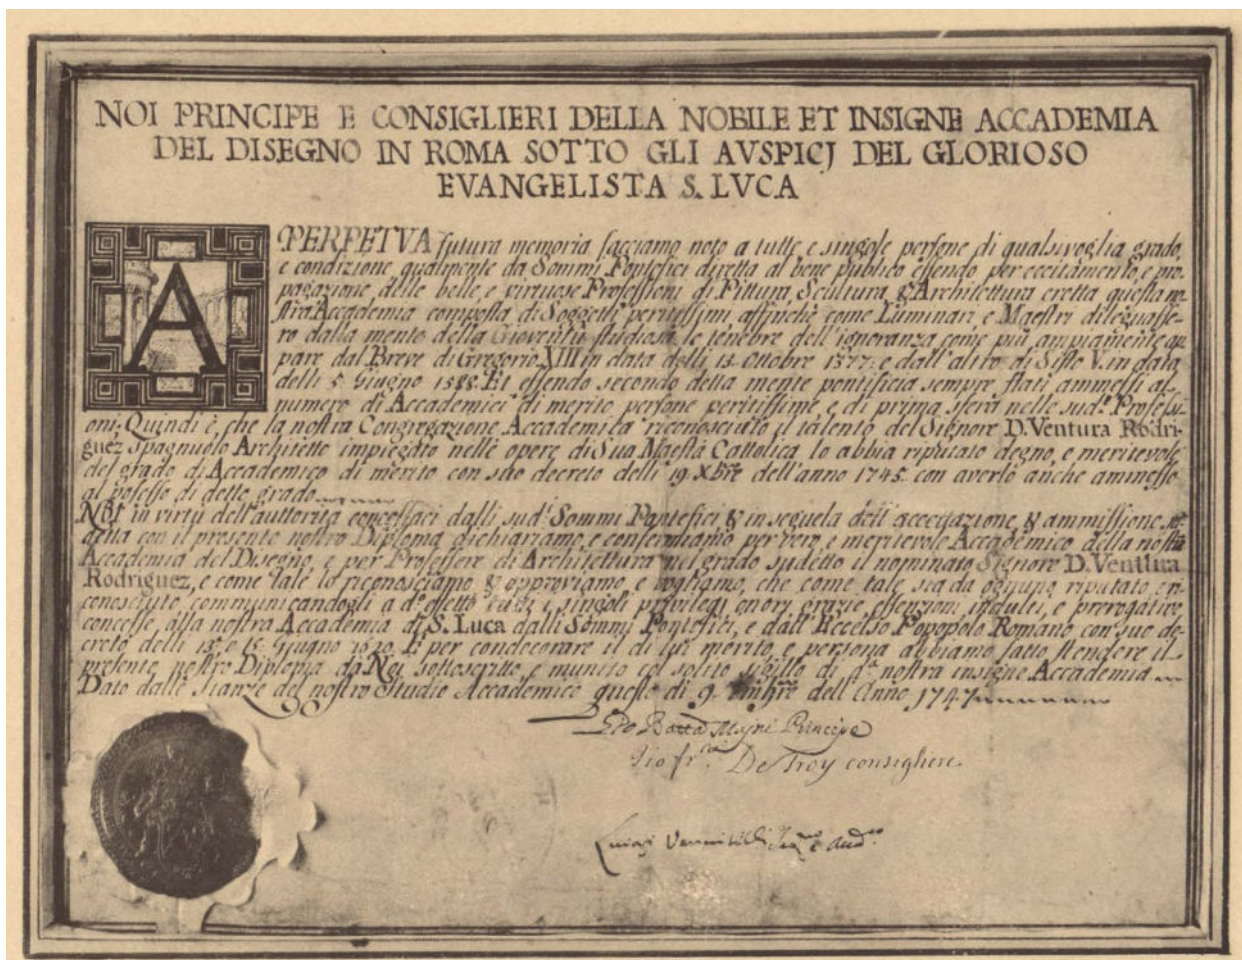 NOI PRINCIPE E CONSIGLIERI DELLA NOBILE ET INSIGNE ACCADEMIA
DEL DISEGNO IN ROMA SOTTO GLI AVSPICJ DEL GLORIOSO
EVANGELISTA S. LVCA
A PERPETVA futura memoria facciamo noto a tutte, e singole persone di qualsivoglia grado,
e condizione, qualmente da Sommi Pontefici diretta al bene publico essendo per eccitamento, e pro-
pagazione delle belle, e virtuose Professioni di Pittura, Scultura, & Architettura eretta questa no-
stra Accademia composta di Soggetti peritissimi affinchè come Luminari, e Maestri dileguasse-
ro dalla mente della Gioventù studiosa le tenebre dell'ignoranza come più ampiamente ap-
pare dal Breve di Gregorio XIII in data delli 13 Ottobre 1577. e dall'altro di Sisto V. in data
delli 5 Giugno 1588. Et essendo secondo detta mente pontificia sempre stati ammessi al
numero di Accademici di merito persone peritissime, e di prima sfera nelle sud.e Professi-
oni; Quindi è, che la nostra Congregazione Accademica riconosciuto il talento del Signore D. Ventura Rodri-
guez Spagnuolo Architetto impiegato nelle opere di Sua Maestà Cattolica, lo abbia riputato degno, e meritevole
del grado di Accademico di merito con suo decreto delli 19 Xbre dell'anno 1745. con averlo anche ammesso
al possesso di detto grado
Noi in virtù dell'auttorità concessaci dalli sud.i Sommi Pontefici & in seguela dell'accettazione, & ammissione su-
detta con il presente nostro Diploma dichiariamo, e confermiamo per vero, e meritevole Accademico della nostra
Accademia del Disegno, e per Professore di Architettura nel grado sudetto il nominato Signore D. Ventura
Rodriguez, e come tale lo riconosciamo & approviamo, e vogliamo, che come tale sia da ognuno riputato, e ri-
conosciuto, communicandogli a d.o effetto tutti i singoli privilegi, onori, grazie, essenzioni, indulti, e prerogative
concesse alla nostra Accademia di S. Luca dalli Sommi Pontefici, e dall'Eccelso Popopolo Romano con suo de-
creto delli Giugno E per condecorare il di lui merito, e persona abbiamo fatto stendere il
presente nostro Diploma da Noi sottoscritto, e munito col solito sigillo di d.a nostra insigne Accademia
Dato dalle Stanze del nostro Studio Accademico questo dì 9. dell'Anno 1747
Principe
De Troy consigliere.
Luigi